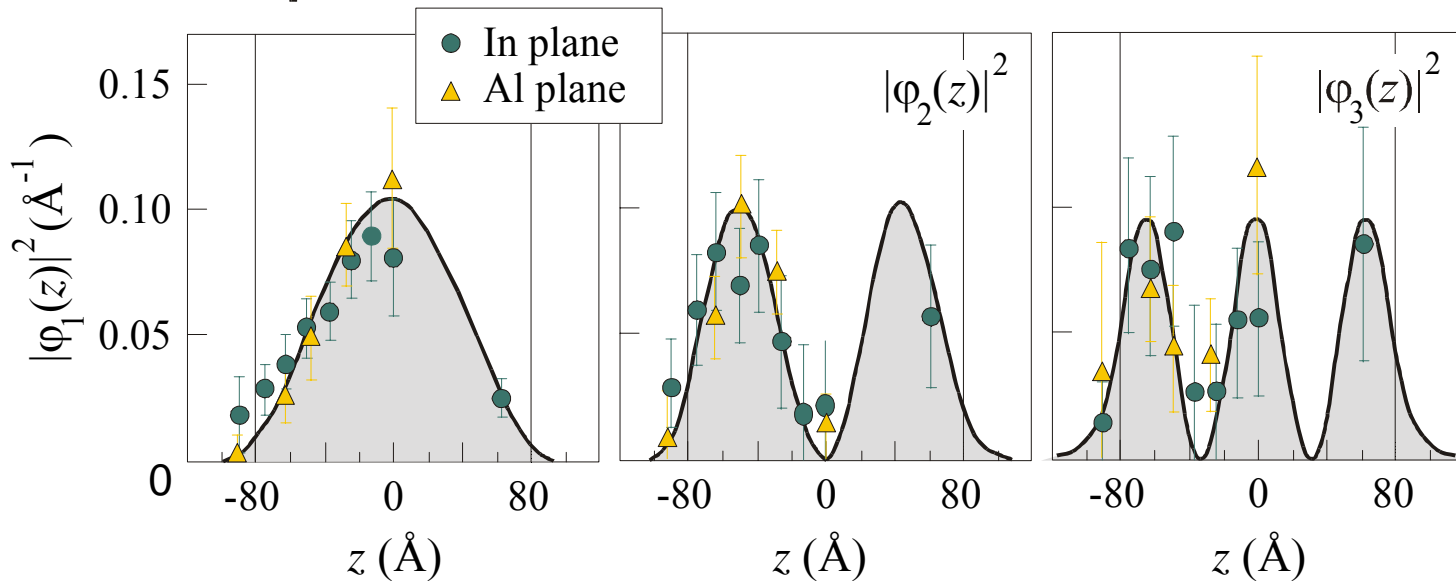 In plane
Al plane
|φ₂(z)|²
|φ₃(z)|²
|φ₁(z)|² (Å⁻¹)
0.15
0.10
0.05
0
-80 0 80
-80 0 80
-80 0 80
z (Å)
z (Å)
z (Å)